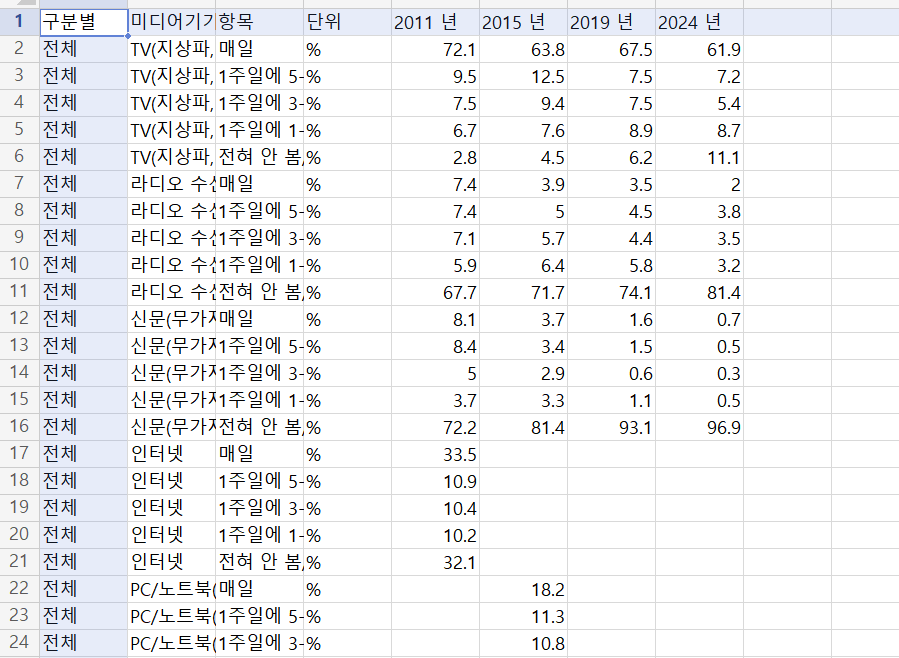 1 구분별 미디어기기 항목 단위 2011 년 2015 년 2019 년 2024 년
2 전체 TV(지상파, 매일 % 72.1 63.8 67.5 61.9
3 전체 TV(지상파, 1주일에 5- % 9.5 12.5 7.5 7.2
4 전체 TV(지상파, 1주일에 3- % 7.5 9.4 7.5 5.4
5 전체 TV(지상파, 1주일에 1- % 6.7 7.6 8.9 8.7
6 전체 TV(지상파, 전혀 안 봄, % 2.8 4.5 6.2 11.1
7 전체 라디오 수신 매일 % 7.4 3.9 3.5 2
8 전체 라디오 수신 1주일에 5- % 7.4 5 4.5 3.8
9 전체 라디오 수신 1주일에 3- % 7.1 5.7 4.4 3.5
10 전체 라디오 수신 1주일에 1- % 5.9 6.4 5.8 3.2
11 전체 라디오 수신 전혀 안 봄, % 67.7 71.7 74.1 81.4
12 전체 신문(무가지 매일 % 8.1 3.7 1.6 0.7
13 전체 신문(무가지 1주일에 5- % 8.4 3.4 1.5 0.5
14 전체 신문(무가지 1주일에 3- % 5 2.9 0.6 0.3
15 전체 신문(무가지 1주일에 1- % 3.7 3.3 1.1 0.5
16 전체 신문(무가지 전혀 안 봄, % 72.2 81.4 93.1 96.9
17 전체 인터넷 매일 % 33.5
18 전체 인터넷 1주일에 5- % 10.9
19 전체 인터넷 1주일에 3- % 10.4
20 전체 인터넷 1주일에 1- % 10.2
21 전체 인터넷 전혀 안 봄, % 32.1
22 전체 PC/노트북( 매일 % 18.2
23 전체 PC/노트북( 1주일에 5- % 11.3
24 전체 PC/노트북( 1주일에 3- % 10.8